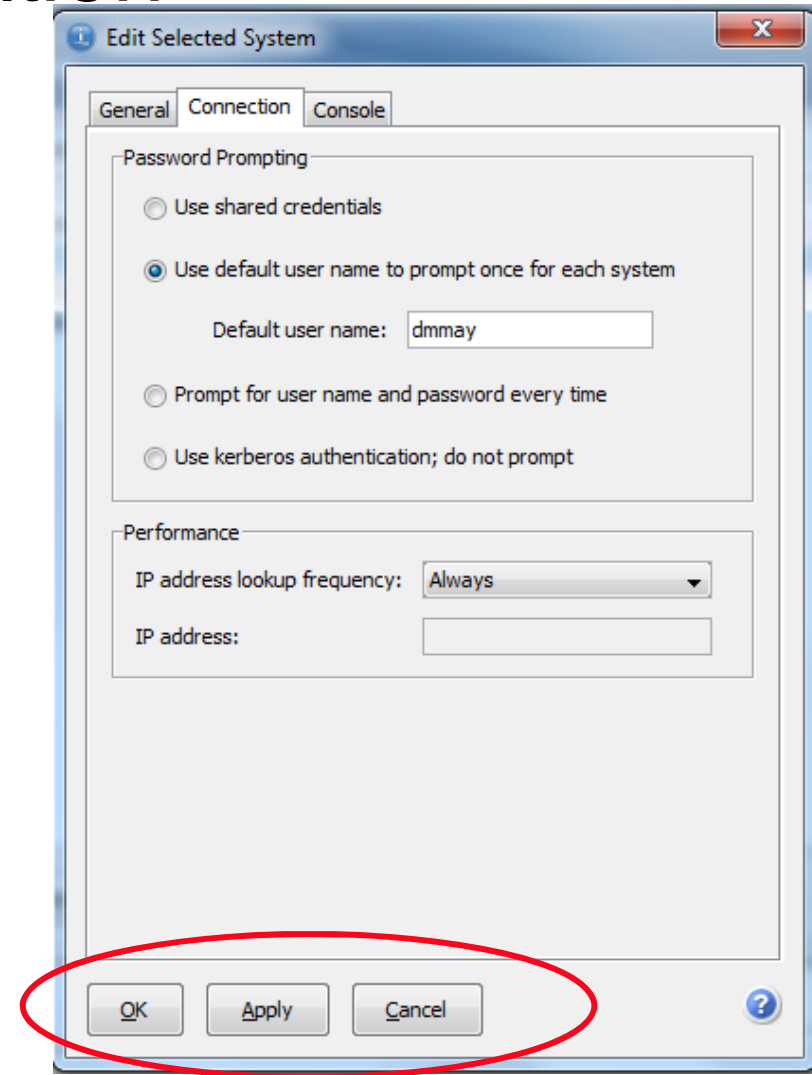 Edit Selected System
General Connection Console
Password Prompting
Use shared credentials
Use default user name to prompt once for each system
Default user name: dmmay
Prompt for user name and password every time
Use kerberos authentication; do not prompt
Performance
IP address lookup frequency: Always
IP address:
OK Apply Cancel